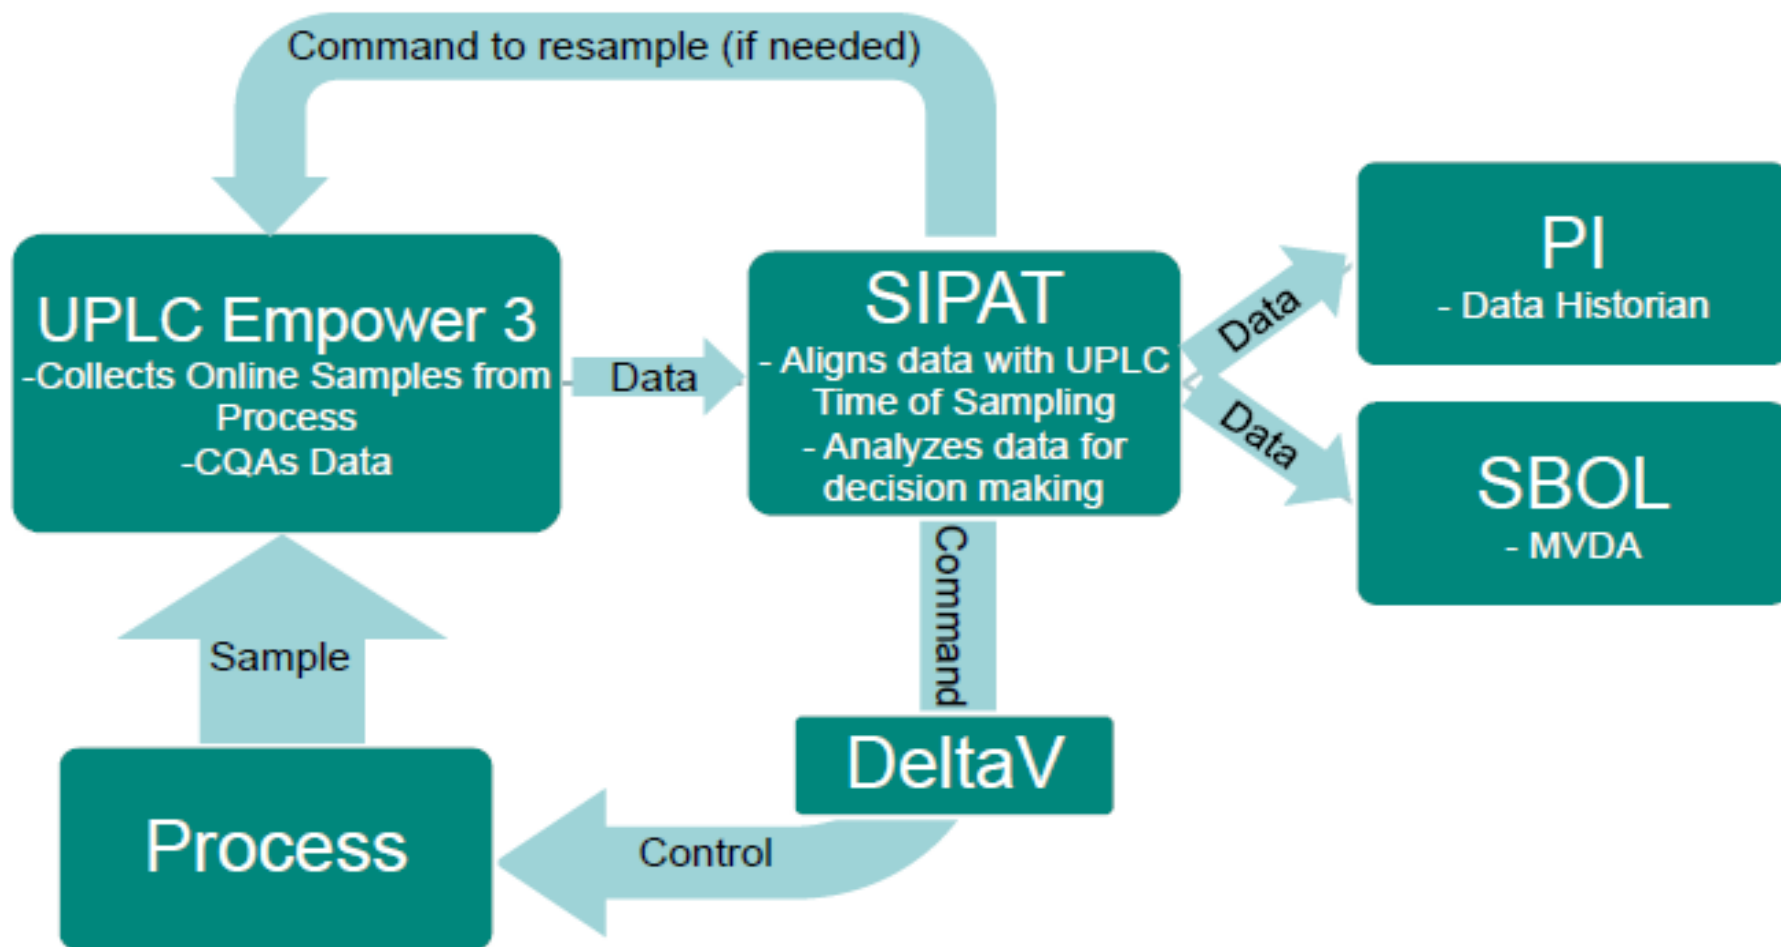 Command to resample (if needed)
UPLC Empower 3
-Collects Online Samples from
Process
-CQAs Data
Data
SIPAT
- Aligns data with UPLC
Time of Sampling
- Analyzes data for
decision making
Data
PI
- Data Historian
Data
SBOL
- MVDA
Command
DeltaV
Control
Process
Sample